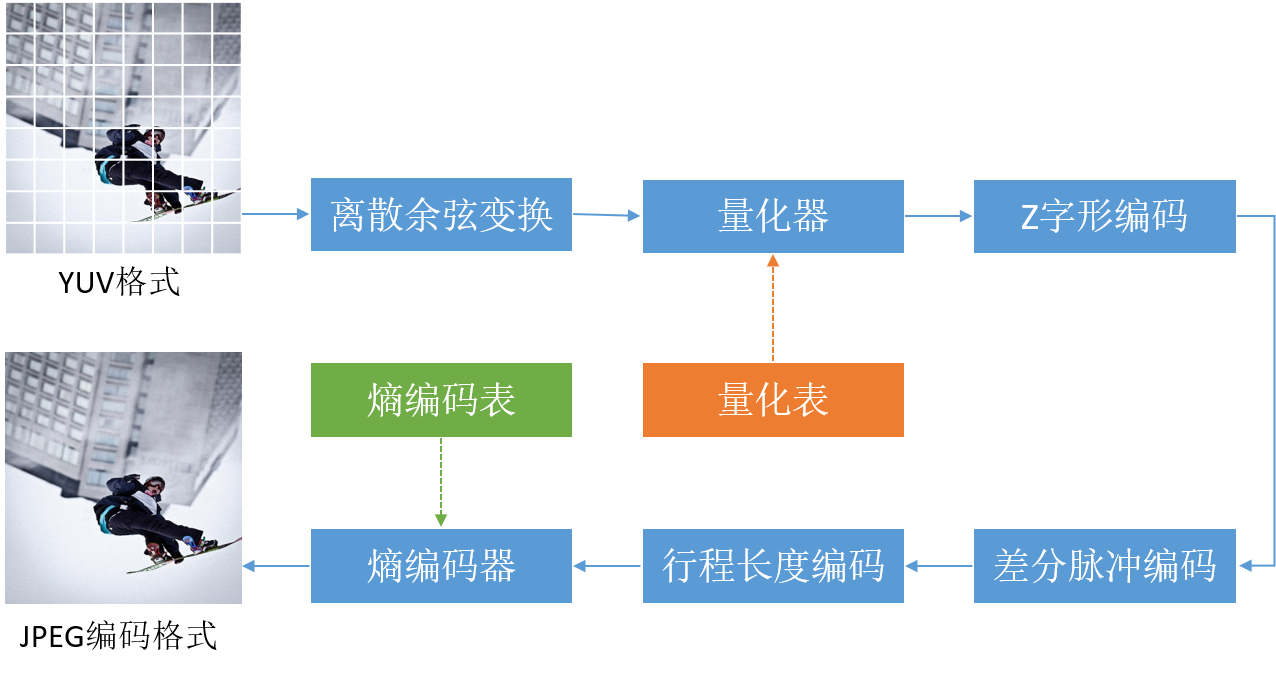 离散余弦变换
量化器
Z字形编码
YUV格式
熵编码表
量化表
熵编码器
行程长度编码
差分脉冲编码
JPEG编码格式